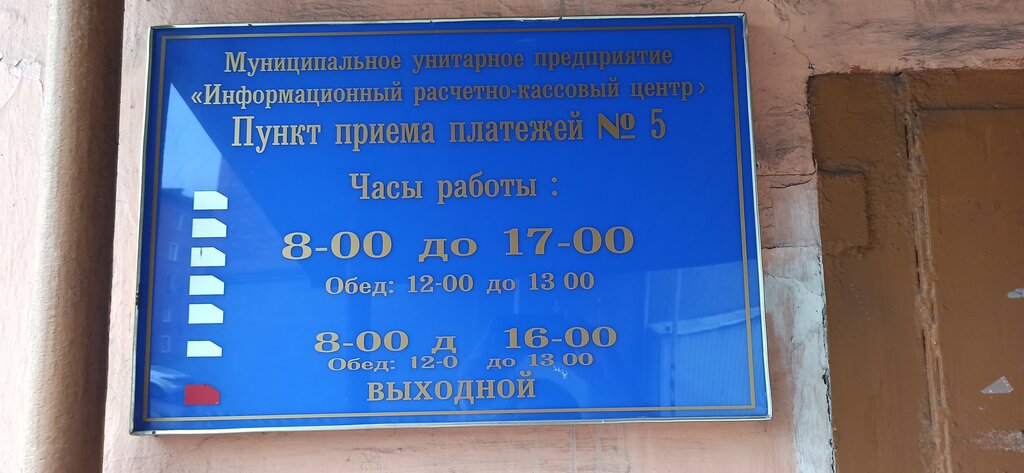 Муниципальное унитарное предприятие
«Информационный расчетно-кассовый центр›
Пункт приема платежей № 5
Часы работы :
8-00 до 17-00
Обед: 12-00 до 13 00
8-00 д 16-00
Обед: 12-0 до 13 00
ВЫХОДНОЙ